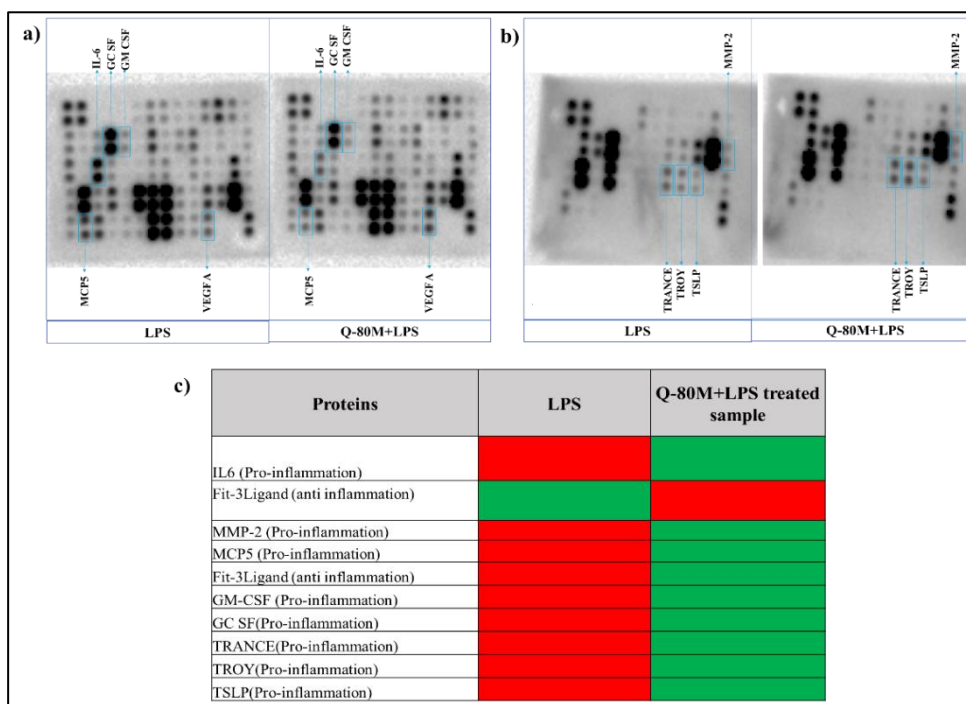 a)
IL-6
GC SF
GM CSF
IL-6
GC SF
GM CSF
MCP5
VEGF A
MCP5
VEGF A
LPS
Q-80M+LPS
b)
MMP-2
MMP-2
TRANCE
TROY
TSLP
TRANCE
TROY
TSLP
LPS
Q-80M+LPS
c)
Proteins
LPS
Q-80M+LPS treated
sample
IL6 (Pro-inflammation)
Fit-3Ligand (anti inflammation)
MMP-2 (Pro-inflammation)
MCP5 (Pro-inflammation)
Fit-3Ligand (anti inflammation)
GM-CSF (Pro-inflammation)
GC SF(Pro-inflammation)
TRANCE(Pro-inflammation)
TROY(Pro-inflammation)
TSLP(Pro-inflammation)